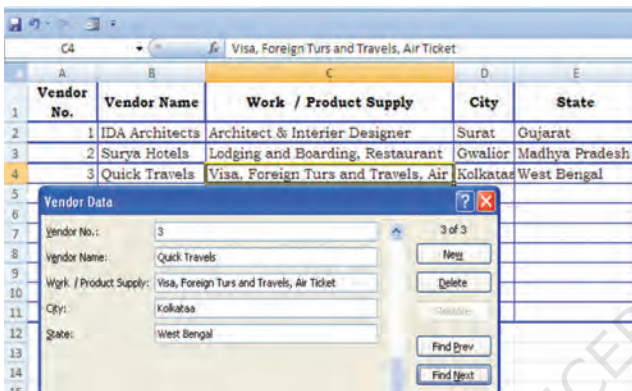 C4 fx Visa, Foreign Turs and Travels, Air Ticket
A B C D E
1 Vendor No. Vendor Name Work / Product Supply City State
2 1 IDA Architects Architect & Interier Designer Surat Gujarat
3 2 Surya Hotels Lodging and Boarding, Restaurant Gwalior Madhya Pradesh
4 3 Quick Travels Visa, Foreign Turs and Travels, Air Kolkataa West Bengal
5 Vendor Data
6
7 Vendor No.: 3 3 of 3
8 Vendor Name: Quick Travels New
9
10 Work / Product Supply: Visa, Foreign Turs and Travels, Air Ticket Delete
11 City: Kolkataa Restore
12 State: West Bengal
13 Find Prev
14 Find Next
15